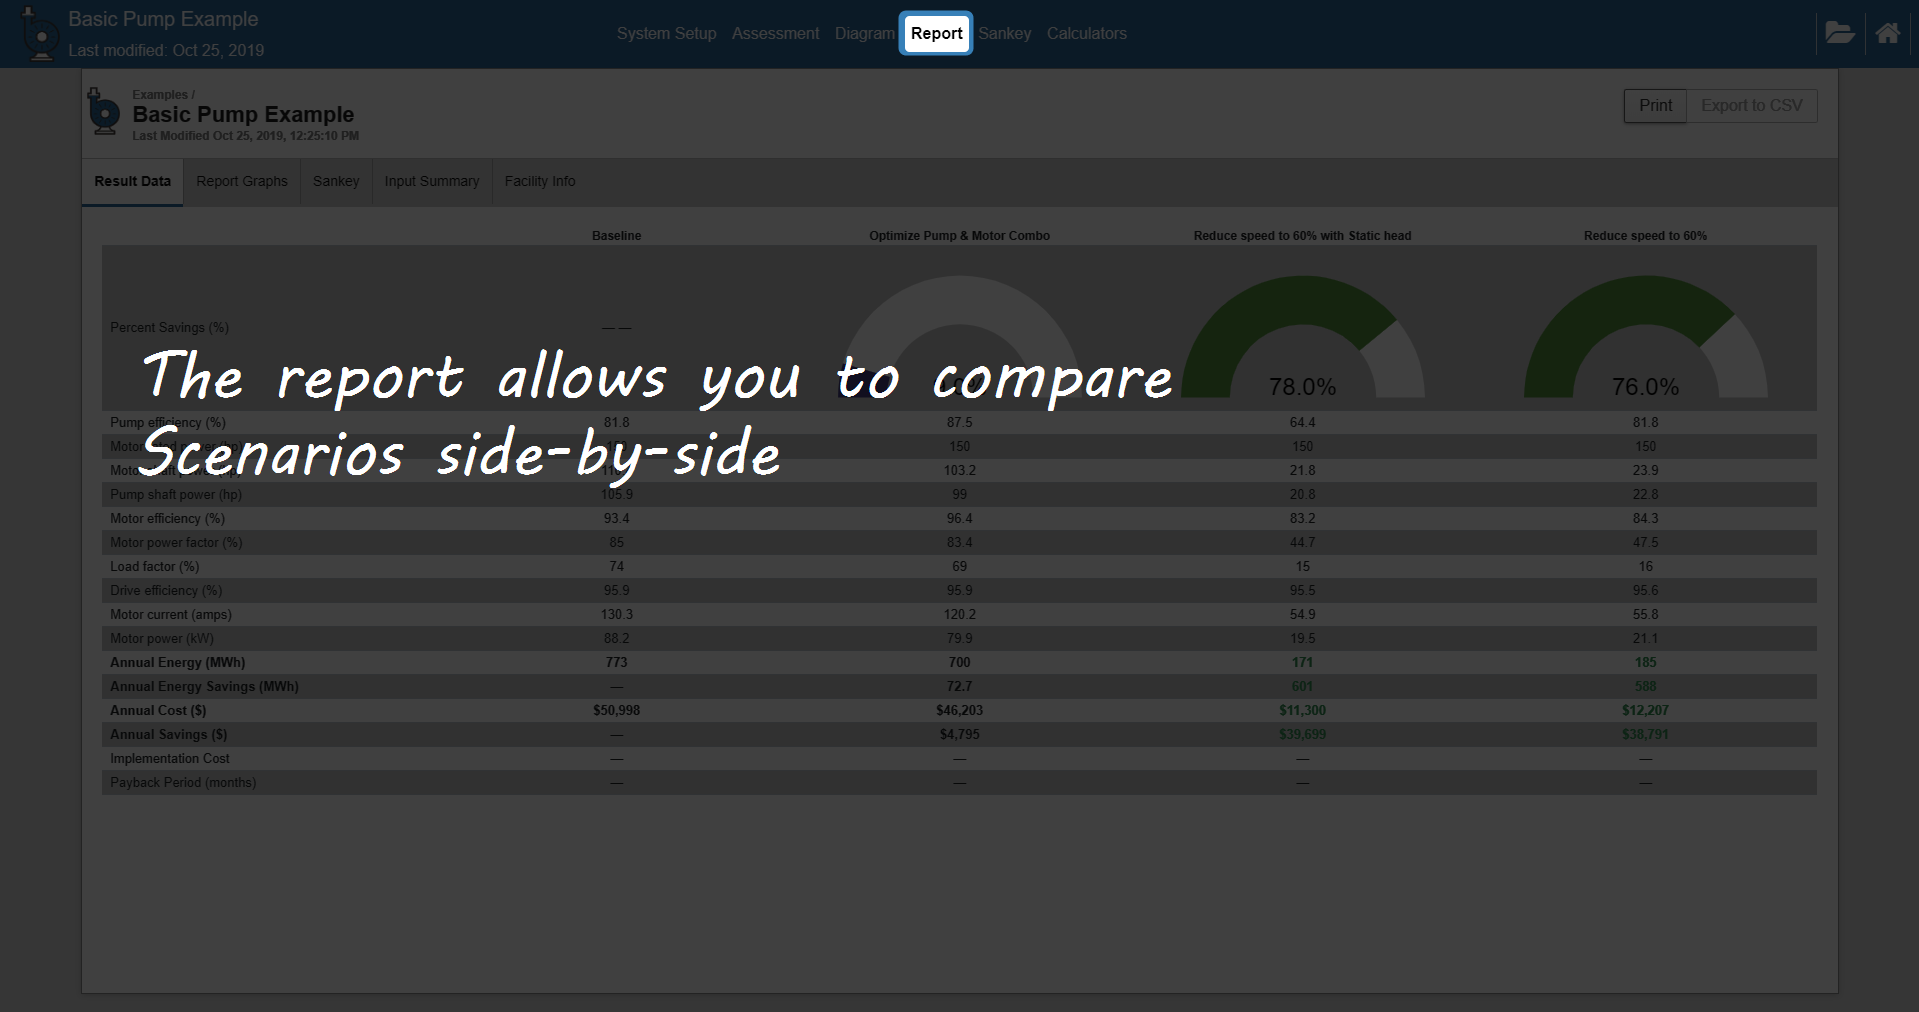 Basic Pump Example
Last modified: Oct 25, 2019
System Setup Assessment Diagram Report Sankey Calculators
Examples /
Basic Pump Example
Last Modified Oct 25, 2019, 12:25:10 PM
Print Export to CSV
Result Data Report Graphs Sankey Input Summary Facility Info
Baseline Optimize Pump & Motor Combo Reduce speed to 60% with Static head Reduce speed to 60%
Percent Savings (%) — —
78.0% 76.0%
The report allows you to compare
Scenarios side-by-side
Pump efficiency (%) 81.8 87.5 64.4 81.8
Motor rated power (hp) 150 150 150 150
Motor shaft power (hp) 103.2 21.8 23.9
Pump shaft power (hp) 105.9 99 20.8 22.8
Motor efficiency (%) 93.4 96.4 83.2 84.3
Motor power factor (%) 85 83.4 44.7 47.5
Load factor (%) 74 69 15 16
Drive efficiency (%) 95.9 95.9 95.5 95.6
Motor current (amps) 130.3 120.2 54.9 55.8
Motor power (kW) 88.2 79.9 19.5 21.1
Annual Energy (MWh) 773 700 171 185
Annual Energy Savings (MWh) — 72.7 601 588
Annual Cost ($) $50,998 $46,203 $11,300 $12,207
Annual Savings ($) — $4,795 $39,699 $38,791
Implementation Cost — — — —
Payback Period (months) — — — —